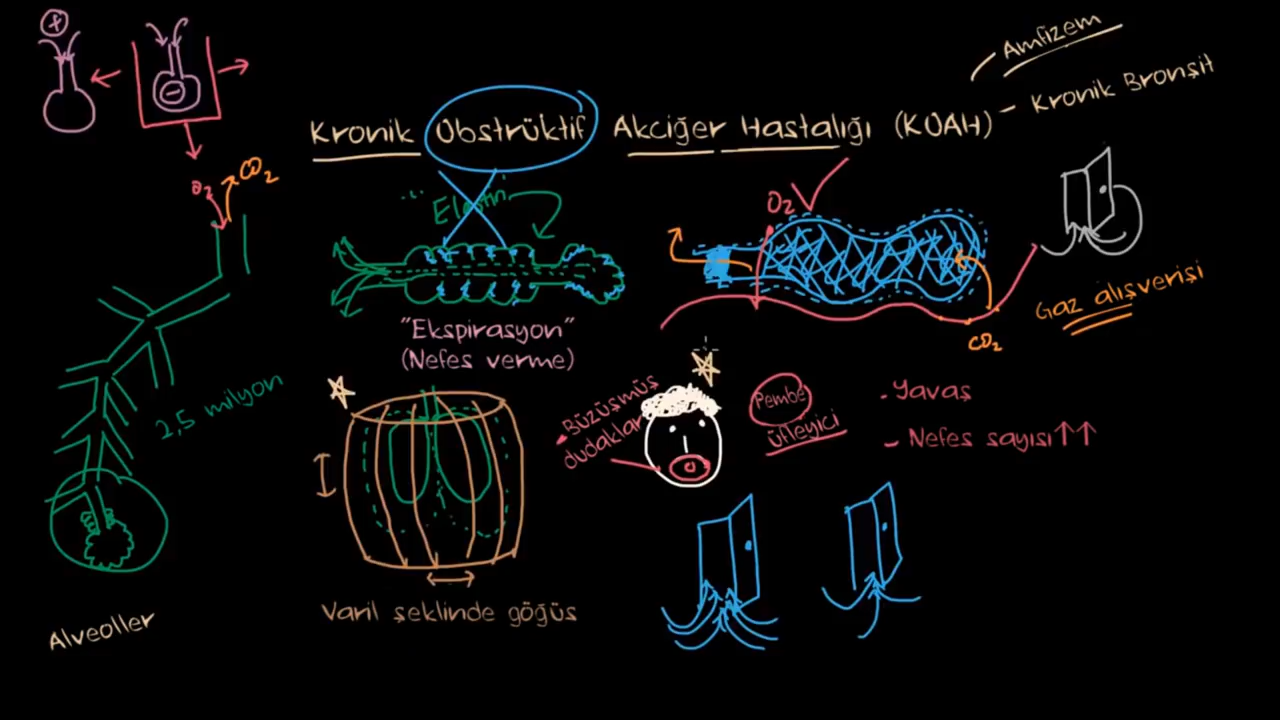 Amfizem
Kronik Bronşit
Kronik Obstrüktif Akciğer Hastalığı (KOAH)
O₂
CO₂
Elastin
O₂
Gaz alışverişi
CO₂
"Ekspirasyon"
(Nefes verme)
2,5 milyon
Büzüşmüş
dudaklar
Pembe
üfleyici
. Yavaş
- Nefes sayısı ↑↑
Varil şeklinde göğüs
Alveoller